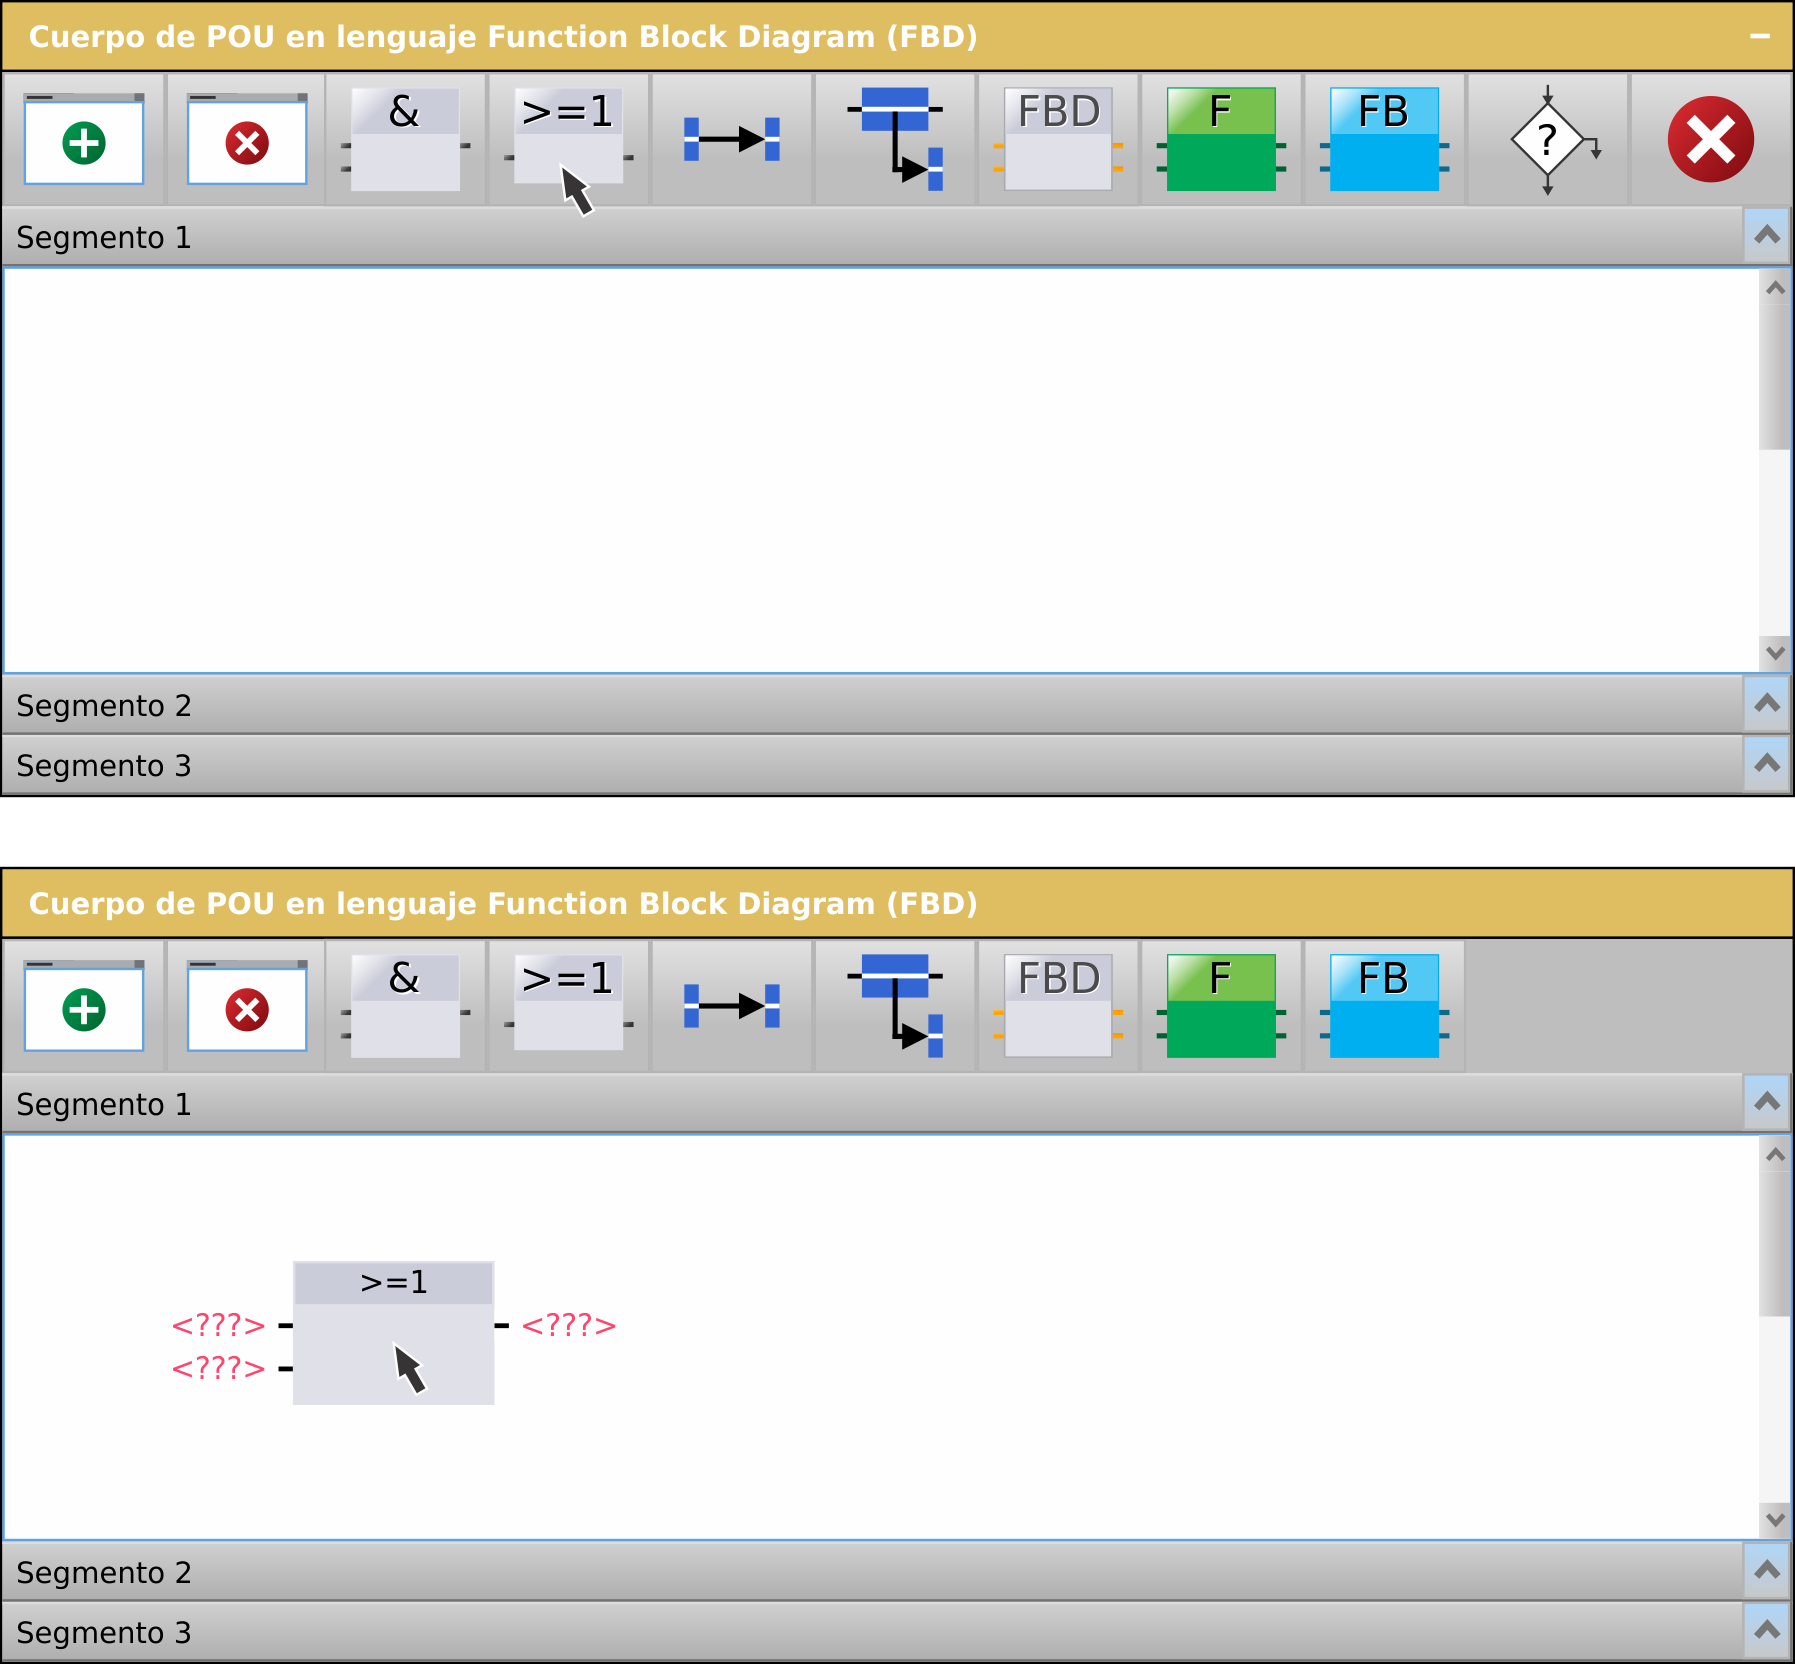 Cuerpo de POU en lenguaje Function Block Diagram (FBD)
& >=1 FBD F FB ?
Segmento 1
Segmento 2
Segmento 3
Cuerpo de POU en lenguaje Function Block Diagram (FBD)
& >=1 FBD F FB
Segmento 1
>=1
<???> <???>
<???>
Segmento 2
Segmento 3